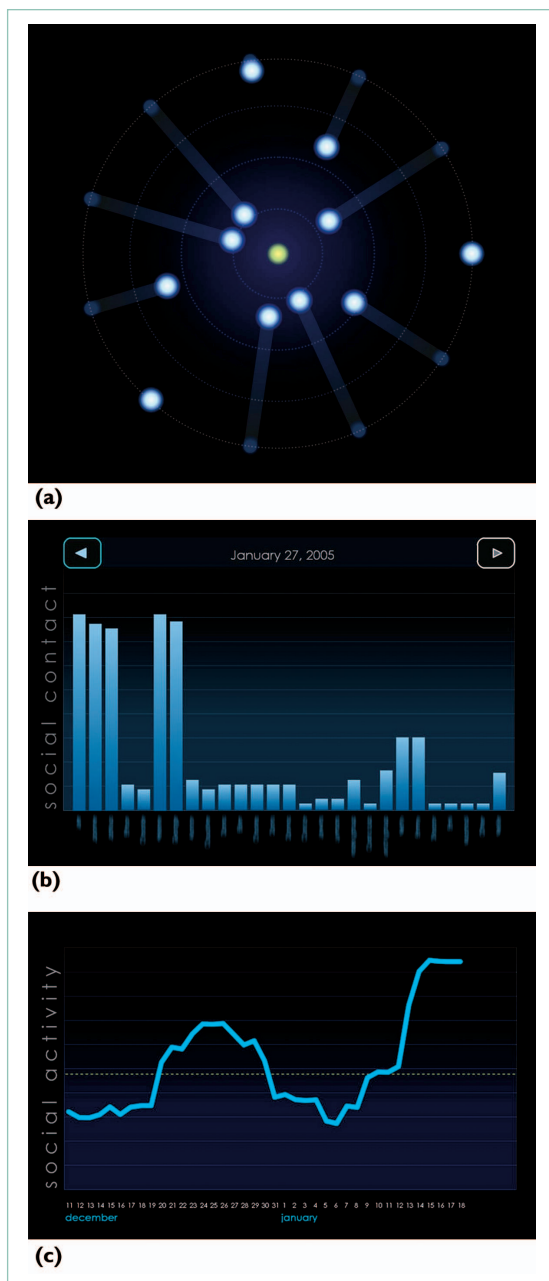 (a)
January 27, 2005
social contact
(b)
social activity
11 12 13 14 15 16 17 18 19 20 21 22 23 24 25 26 27 28 29 30 31 1 2 3 4 5 6 7 8 9 10 11 12 13 14 15 16 17 18
december january
(c)